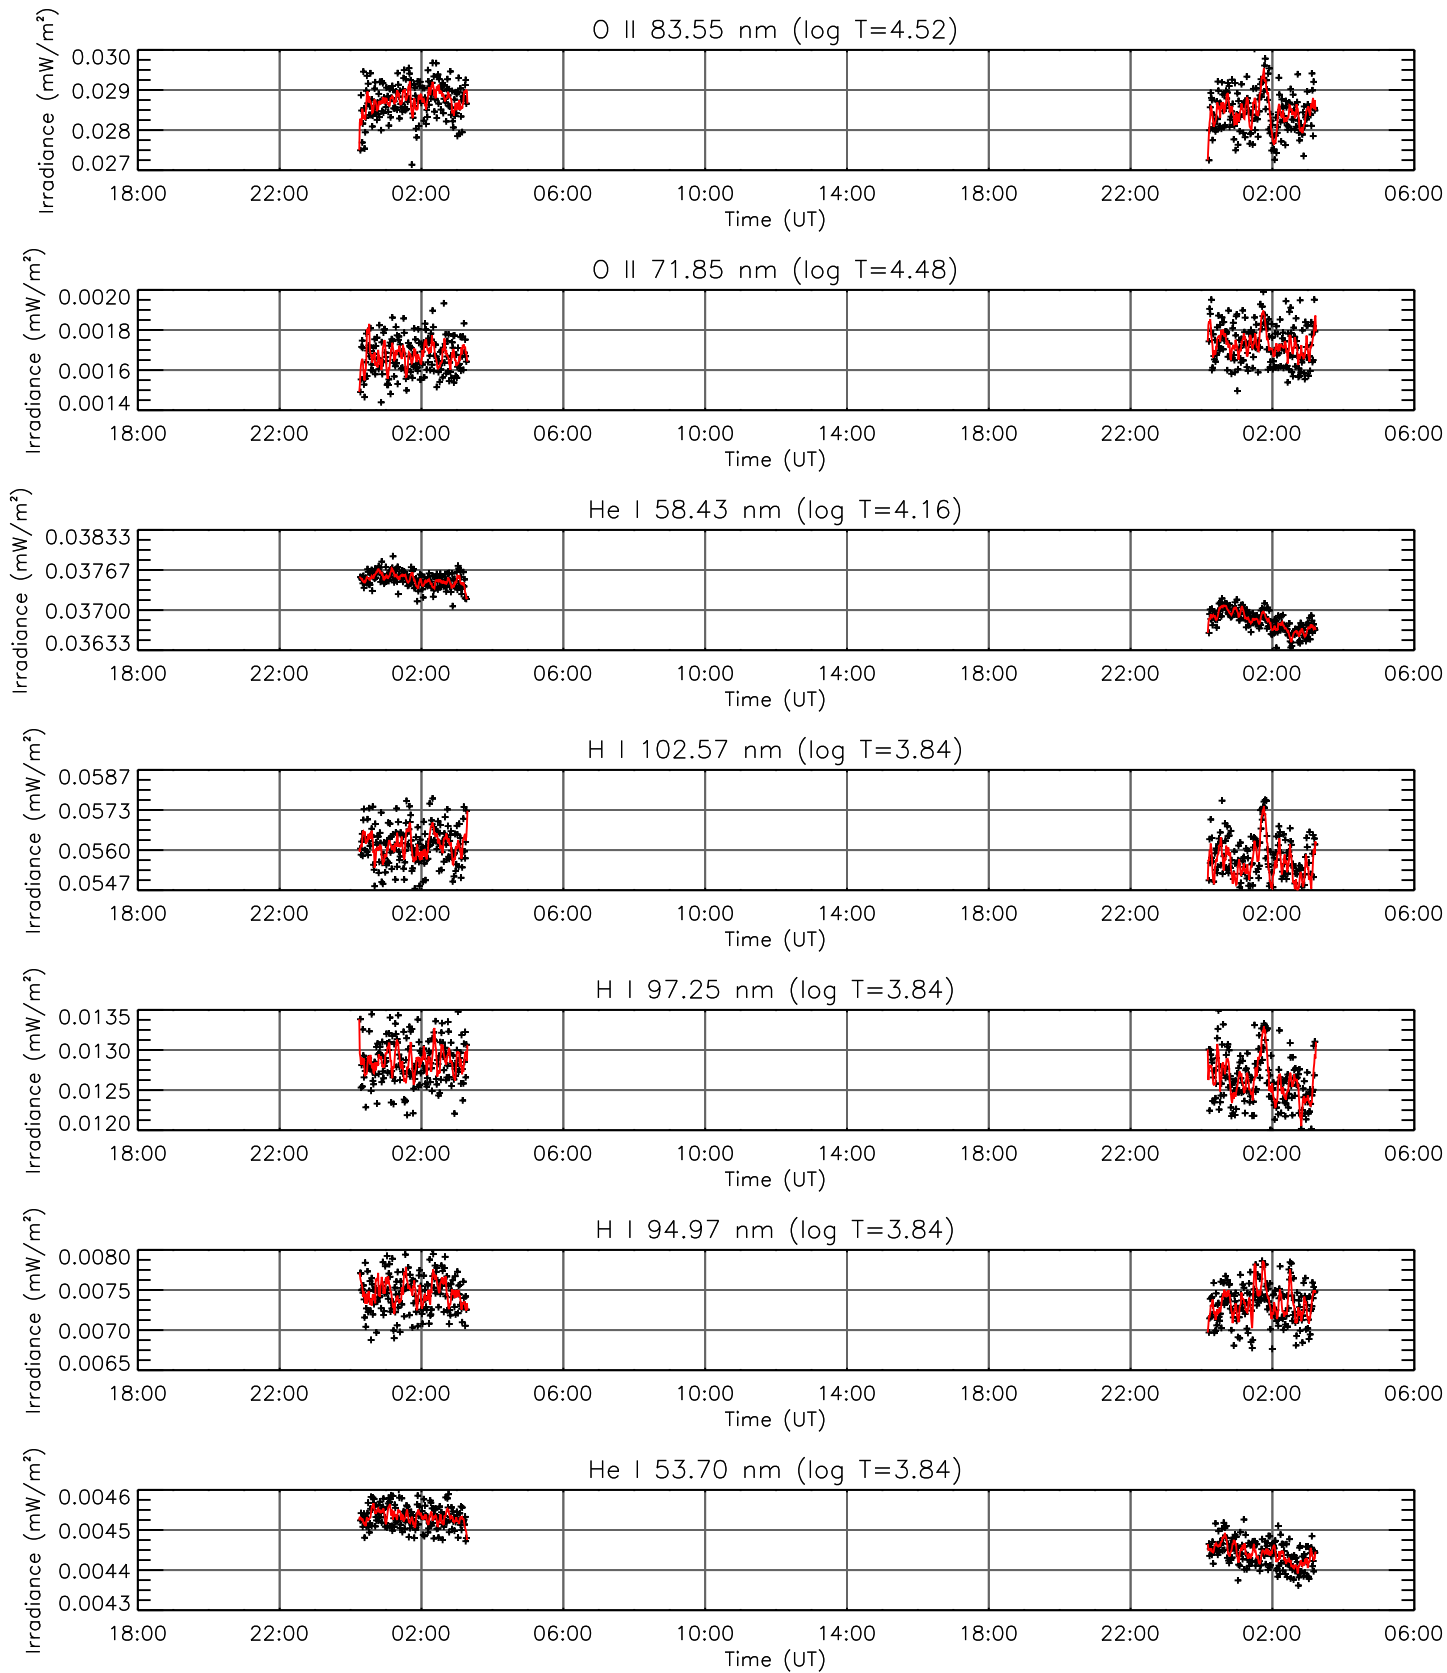 O II 83.55 nm (log T=4.52)
Irradiance (mW/m²)
0.030
0.029
0.028
0.027
18:00 22:00 02:00 06:00 10:00 14:00 18:00 22:00 02:00 06:00
Time (UT)
O II 71.85 nm (log T=4.48)
Irradiance (mW/m²)
0.0020
0.0018
0.0016
0.0014
18:00 22:00 02:00 06:00 10:00 14:00 18:00 22:00 02:00 06:00
Time (UT)
He I 58.43 nm (log T=4.16)
Irradiance (mW/m²)
0.03833
0.03767
0.03700
0.03633
18:00 22:00 02:00 06:00 10:00 14:00 18:00 22:00 02:00 06:00
Time (UT)
H I 102.57 nm (log T=3.84)
Irradiance (mW/m²)
0.0587
0.0573
0.0560
0.0547
18:00 22:00 02:00 06:00 10:00 14:00 18:00 22:00 02:00 06:00
Time (UT)
H I 97.25 nm (log T=3.84)
Irradiance (mW/m²)
0.0135
0.0130
0.0125
0.0120
18:00 22:00 02:00 06:00 10:00 14:00 18:00 22:00 02:00 06:00
Time (UT)
H I 94.97 nm (log T=3.84)
Irradiance (mW/m²)
0.0080
0.0075
0.0070
0.0065
18:00 22:00 02:00 06:00 10:00 14:00 18:00 22:00 02:00 06:00
Time (UT)
He I 53.70 nm (log T=3.84)
Irradiance (mW/m²)
0.0046
0.0045
0.0044
0.0043
18:00 22:00 02:00 06:00 10:00 14:00 18:00 22:00 02:00 06:00
Time (UT)